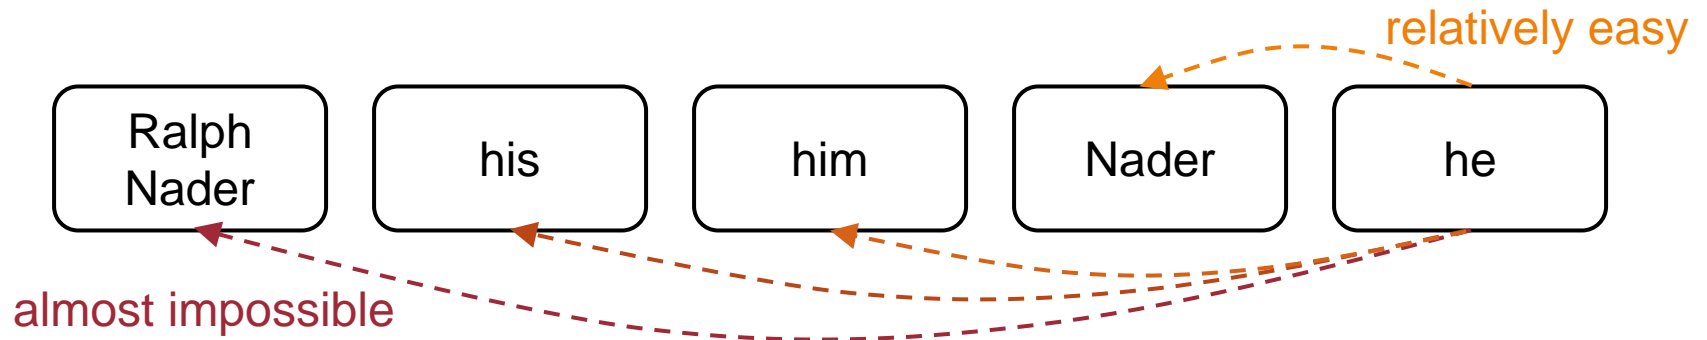 relatively easy
Ralph
Nader
his
him
Nader
he
almost impossible